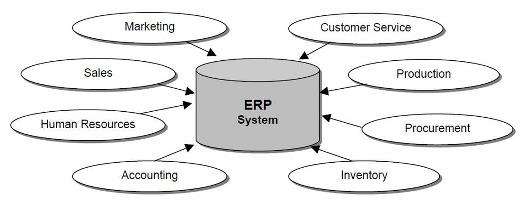 Marketing
Customer Service
Sales
Production
ERP
System
Human Resources
Procurement
Accounting
Inventory